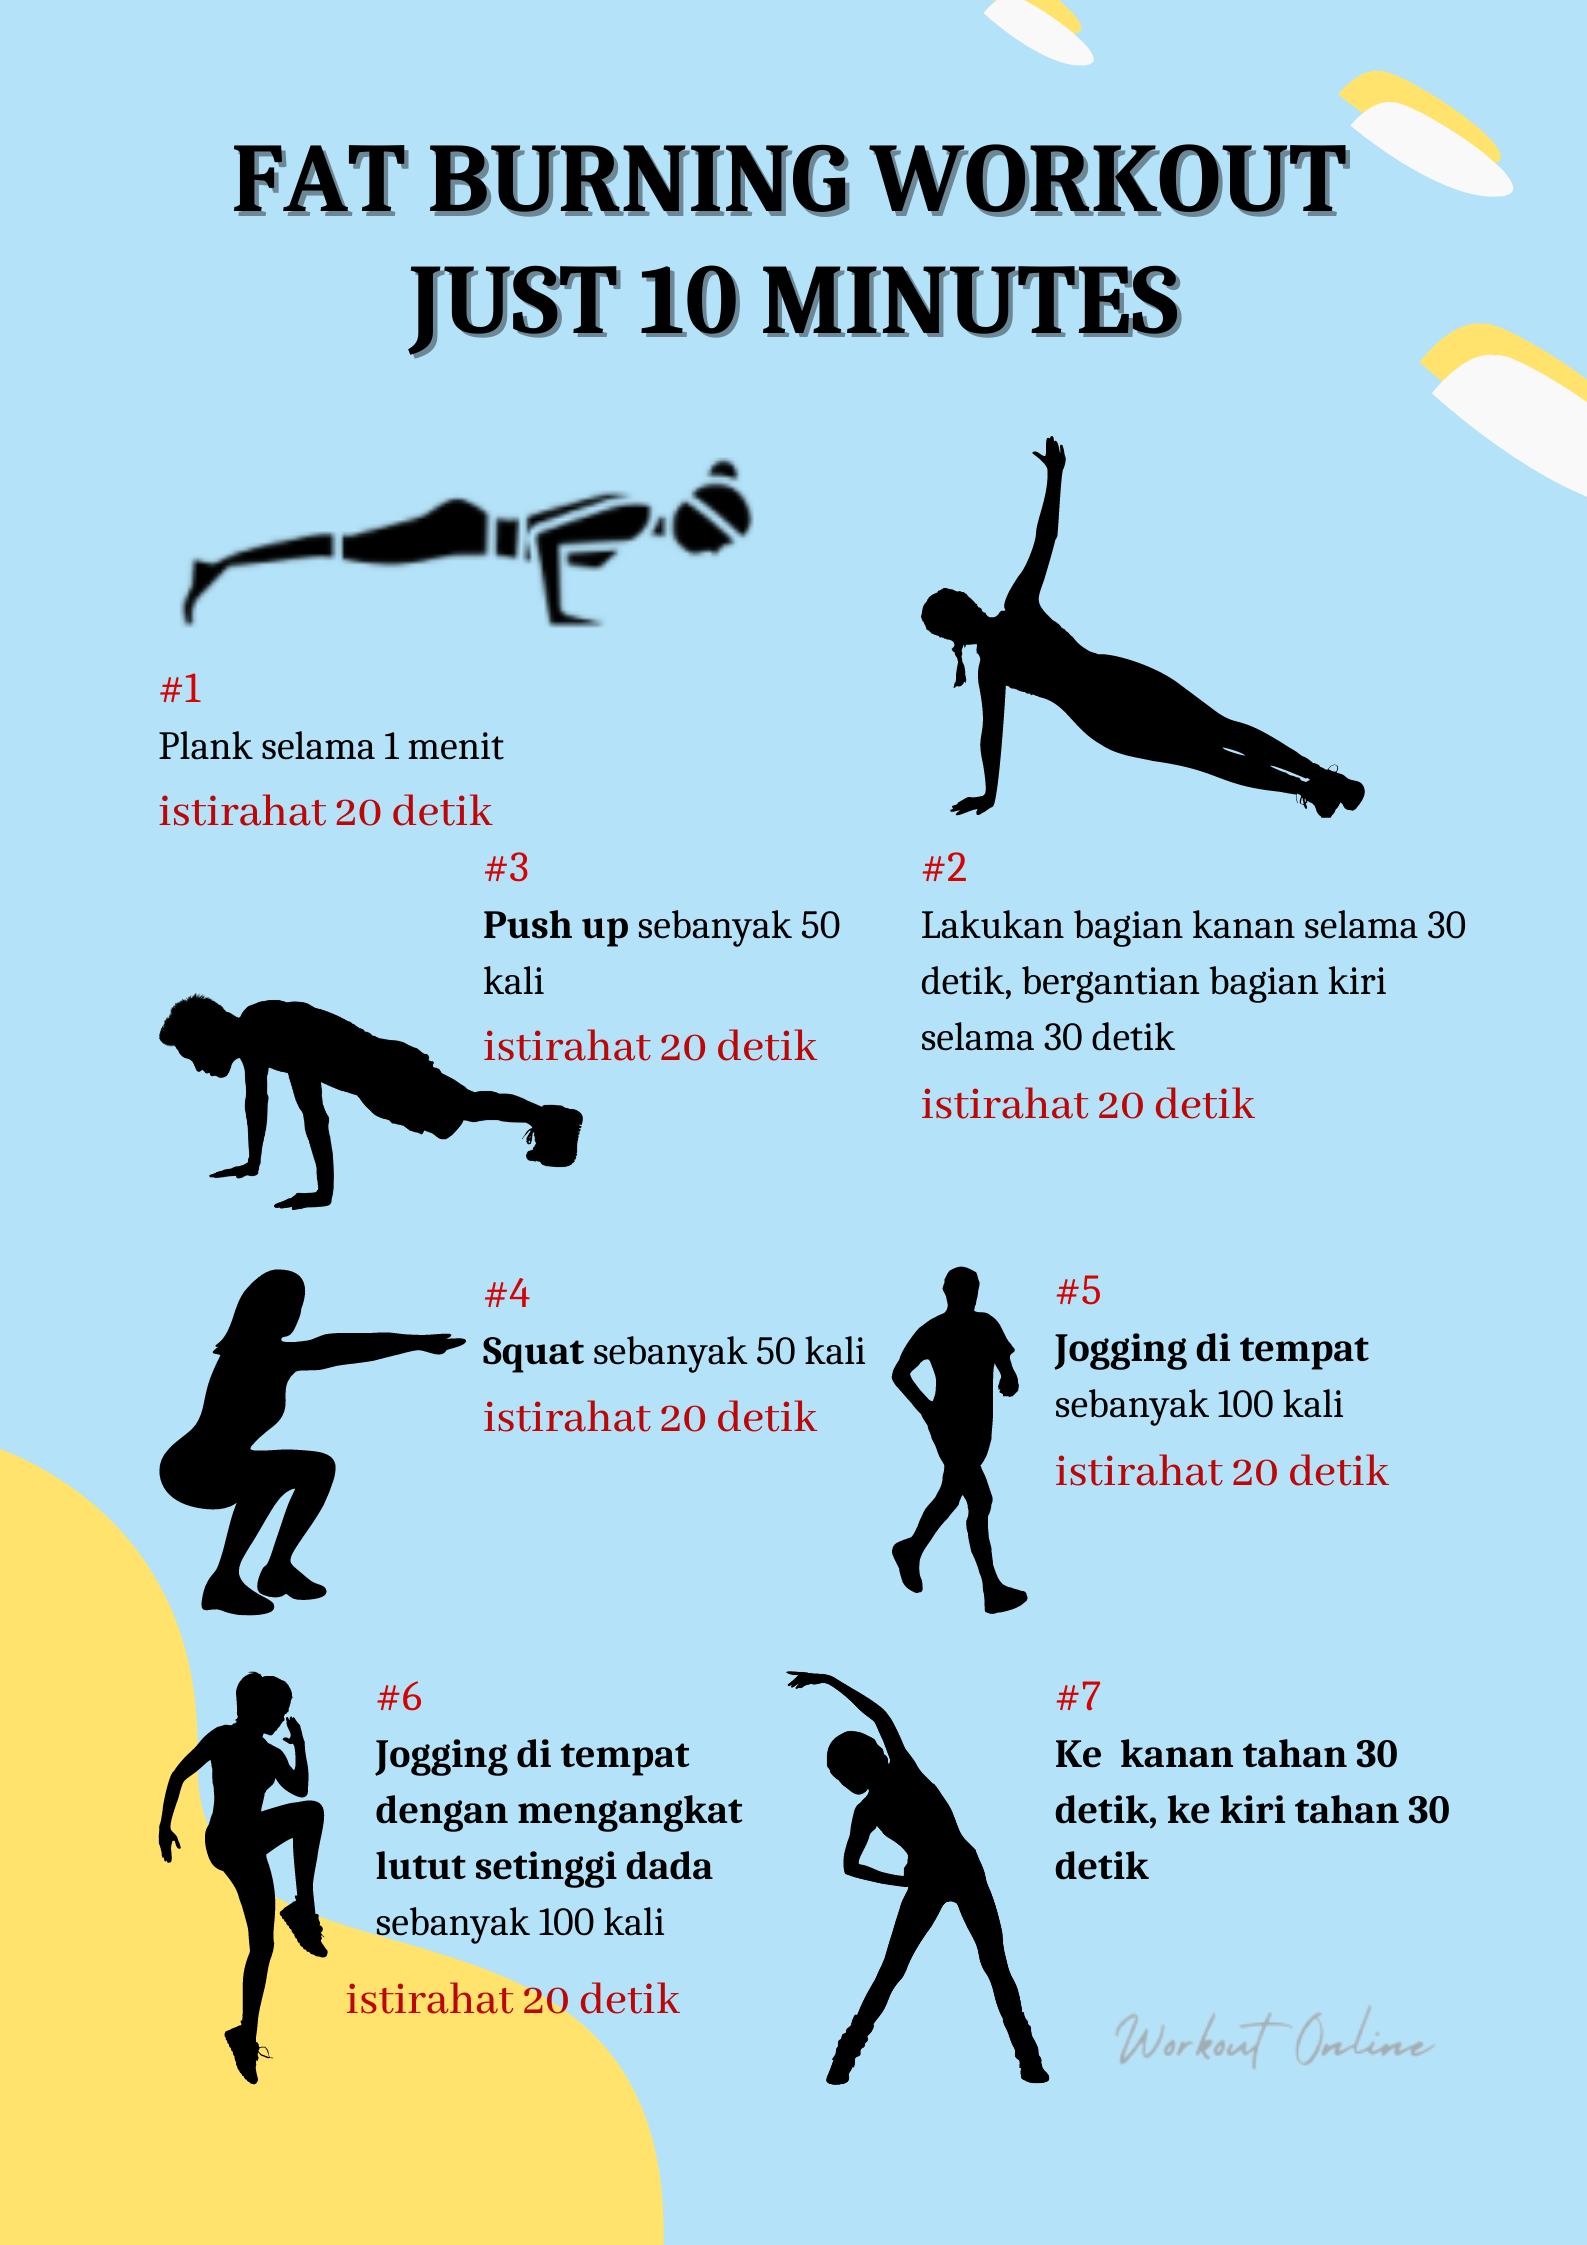 FAT BURNING WORKOUT
JUST 10 MINUTES
#1
Plank selama 1 menit
istirahat 20 detik
#2
Lakukan bagian kanan selama 30
detik, bergantian bagian kiri
selama 30 detik
istirahat 20 detik
#3
Push up sebanyak 50
kali
istirahat 20 detik
#4
Squat sebanyak 50 kali
istirahat 20 detik
#5
Jogging di tempat
sebanyak 100 kali
istirahat 20 detik
#6
Jogging di tempat
dengan mengangkat
lutut setinggi dada
sebanyak 100 kali
istirahat 20 detik
#7
Ke  kanan tahan 30
detik, ke kiri tahan 30
detik
Workout Online